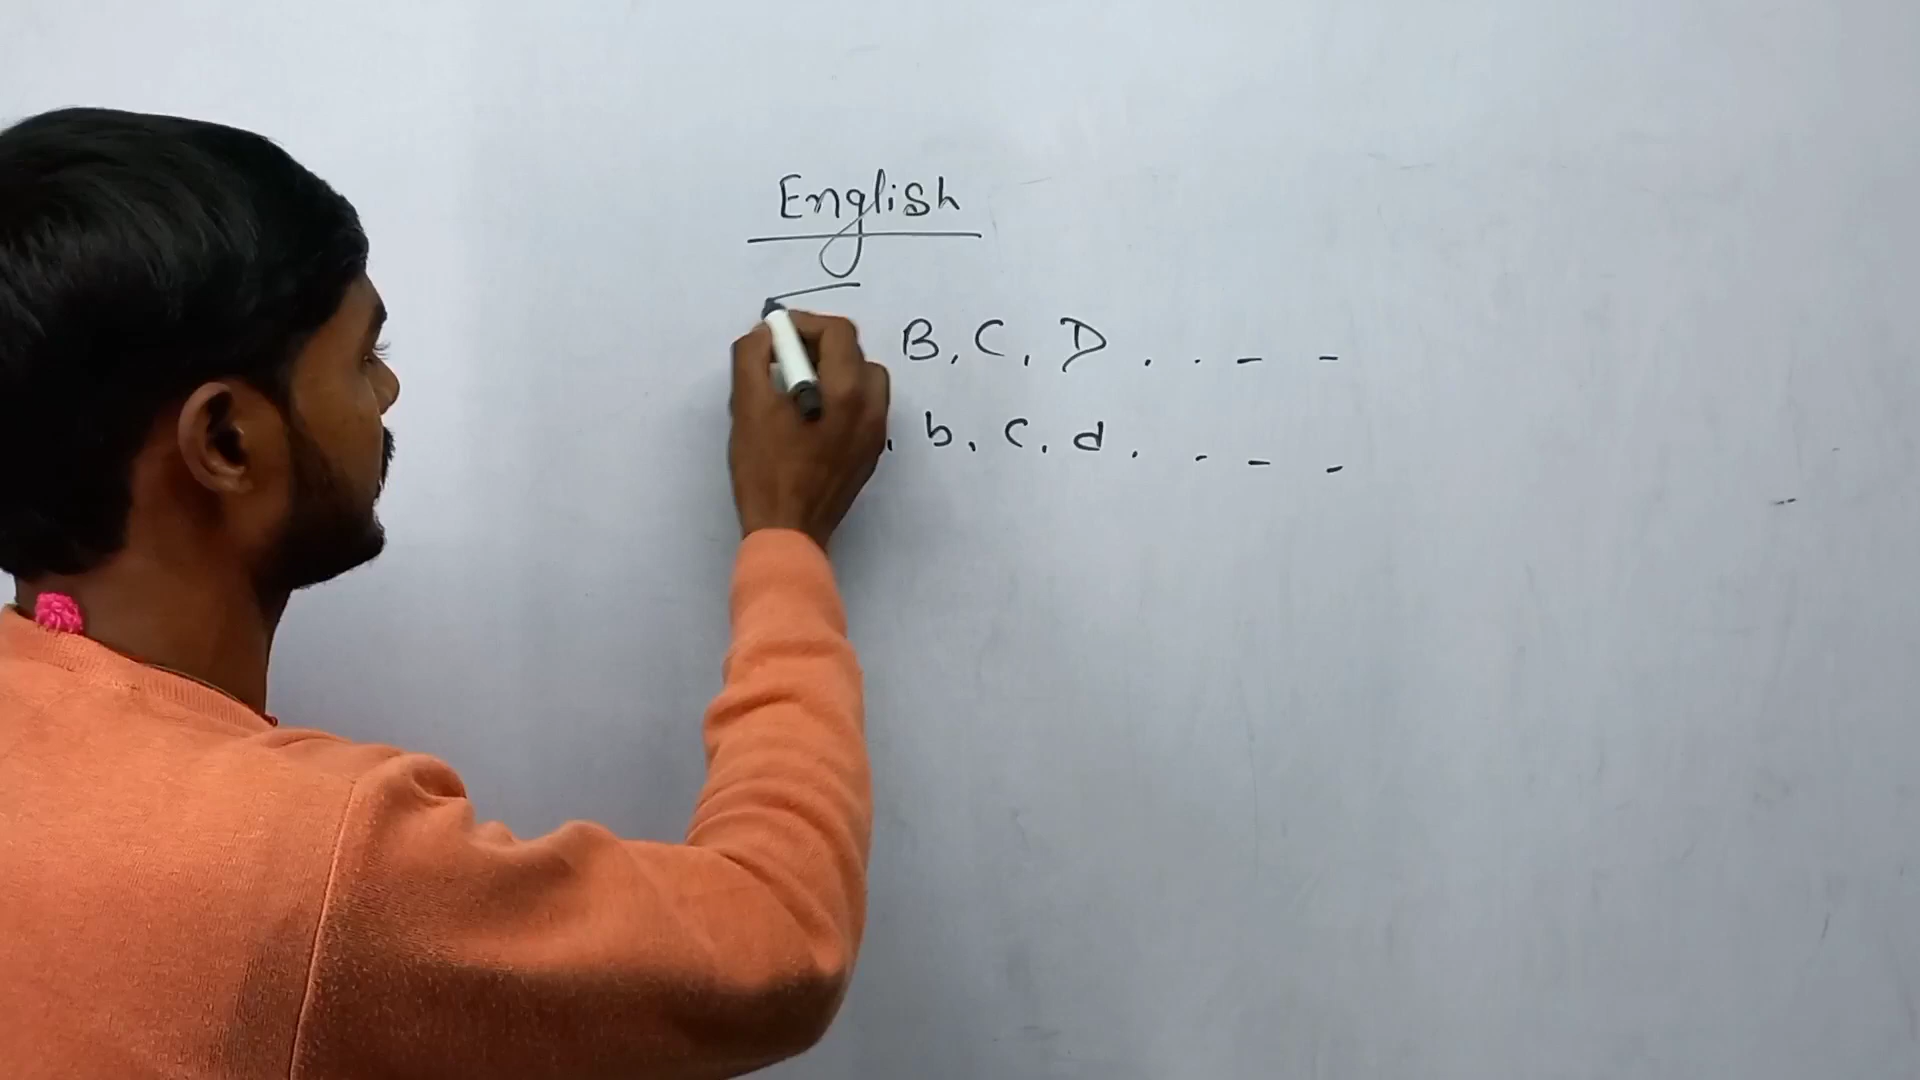 English
B, C, D . . - -
, b, c, d . - - -